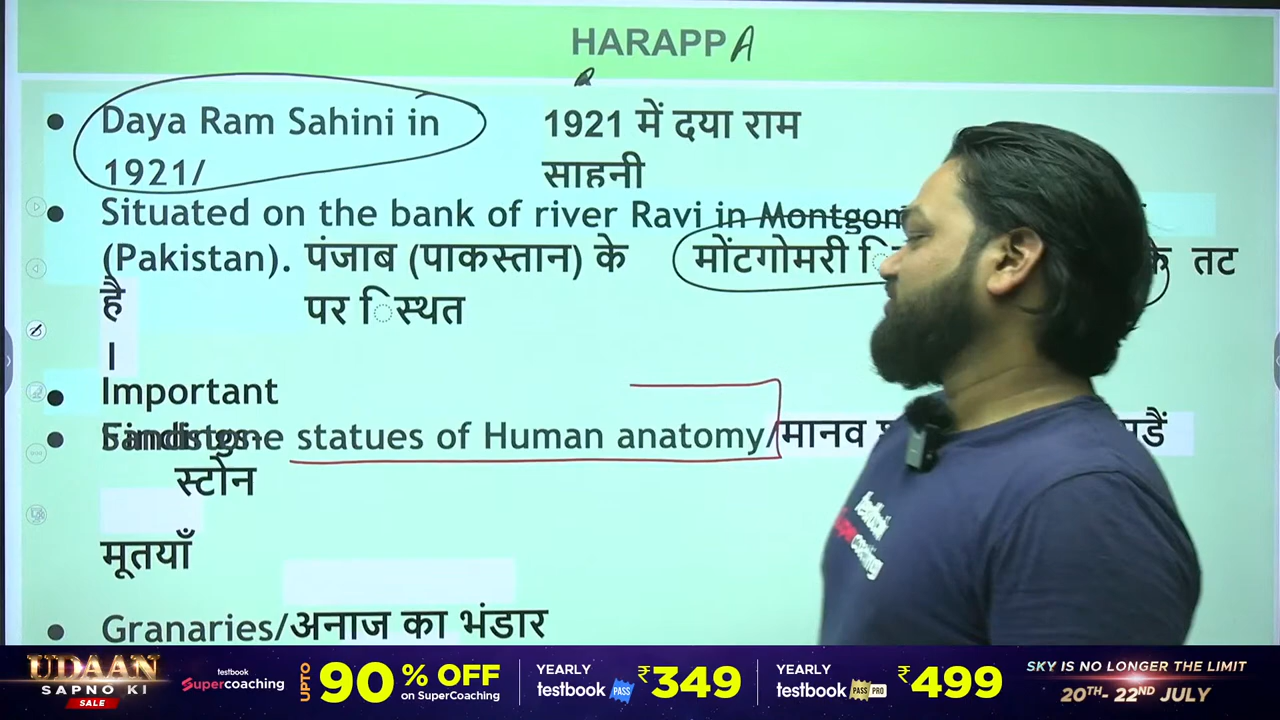 HARAPPA
Daya Ram Sahini in 1921 में दया राम
1921/ साहनी
Situated on the bank of river Ravi in
(Pakistan). पंजाब (पाकस्तान) के मोंटगोमरी तट
है पर िस्थत
।
Important
statues of Human anatomy/मानव
स्टोन
मूतयाँ
Granaries/अनाज का भंडार
UDAAN
SAPNO KI
SALE
testbook
Supercoaching
UPTO 90% OFF
on SuperCoaching
YEARLY
testbook PASS ₹349
YEARLY
testbook PASS PRO ₹499
SKY IS NO LONGER THE LIMIT
20TH- 22ND JULY